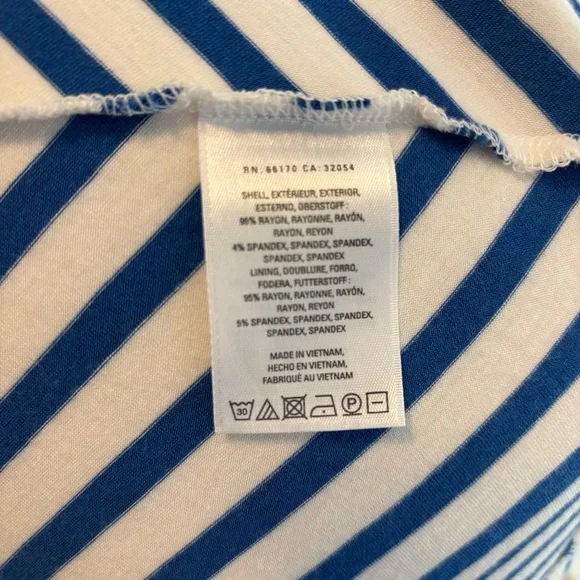 RN: 66170 CA: 32054
SHELL, EXTÉRIEUR, EXTERIOR,
ESTERNO, OBERSTOFF:
96% RAYON, RAYONNE, RAYÓN,
RAYON, REYON
4% SPANDEX, SPANDEX, SPANDEX,
SPANDEX, SPANDEX
LINING, DOUBLURE, FORRO,
FODERA, FUTTERSTOFF:
95% RAYON, RAYONNE, RAYÓN,
RAYON, REYON
5% SPANDEX, SPANDEX, SPANDEX,
SPANDEX, SPANDEX
MADE IN VIETNAM,
HECHO EN VIETNAM,
FABRIQUÉ AU VIETNAM
30 P